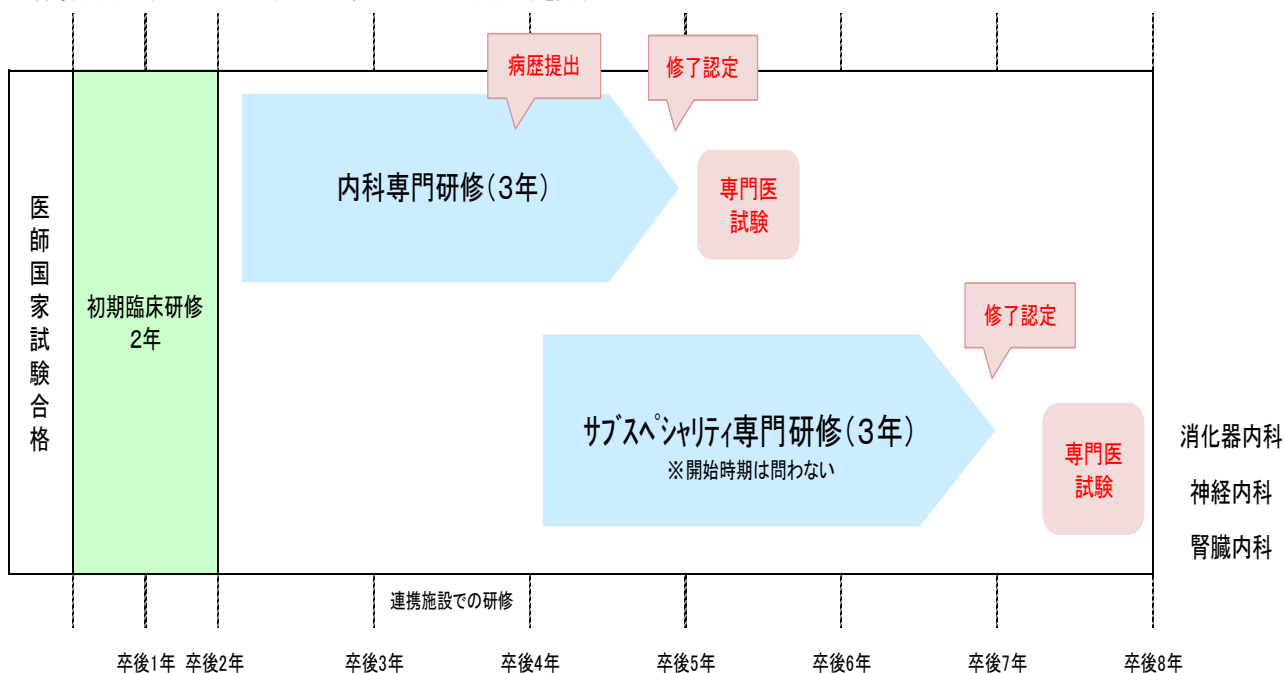 病歴提出
修了認定
内科専門研修(3年)
専門医
試験
医師国家試験合格
初期臨床研修
2年
修了認定
サブスペシャリティ専門研修(3年)
※開始時期は問わない
専門医
試験
消化器内科
神経内科
腎臓内科
連携施設での研修
卒後1年 卒後2年 卒後3年 卒後4年 卒後5年 卒後6年 卒後7年 卒後8年